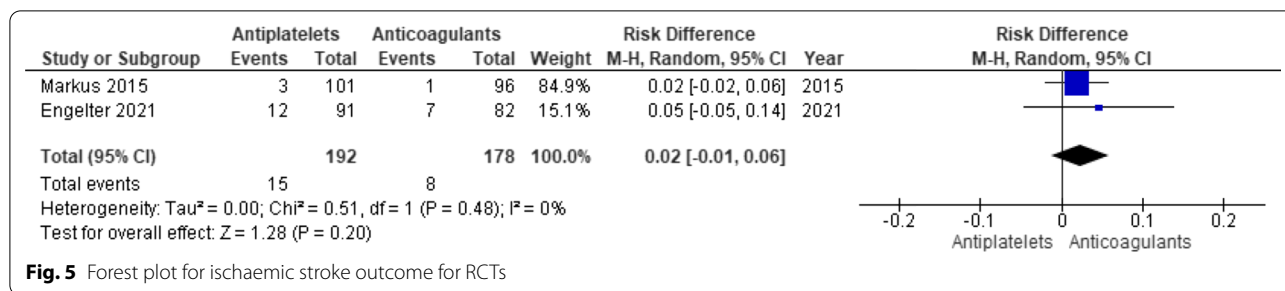 Antiplatelets Anticoagulants Risk Difference Risk Difference
Study or Subgroup Events Total Events Total Weight M-H, Random, 95% CI Year M-H, Random, 95% CI
Markus 2015 3 101 1 96 84.9% 0.02 [-0.02, 0.06] 2015
Engelter 2021 12 91 7 82 15.1% 0.05 [-0.05, 0.14] 2021
Total (95% CI) 192 178 100.0% 0.02 [-0.01, 0.06]
Total events 15 8
Heterogeneity: Tau² = 0.00; Chi² = 0.51, df = 1 (P = 0.48); I² = 0%
Test for overall effect: Z = 1.28 (P = 0.20)
-0.2 -0.1 0 0.1 0.2
Antiplatelets Anticoagulants
Fig. 5 Forest plot for ischaemic stroke outcome for RCTs